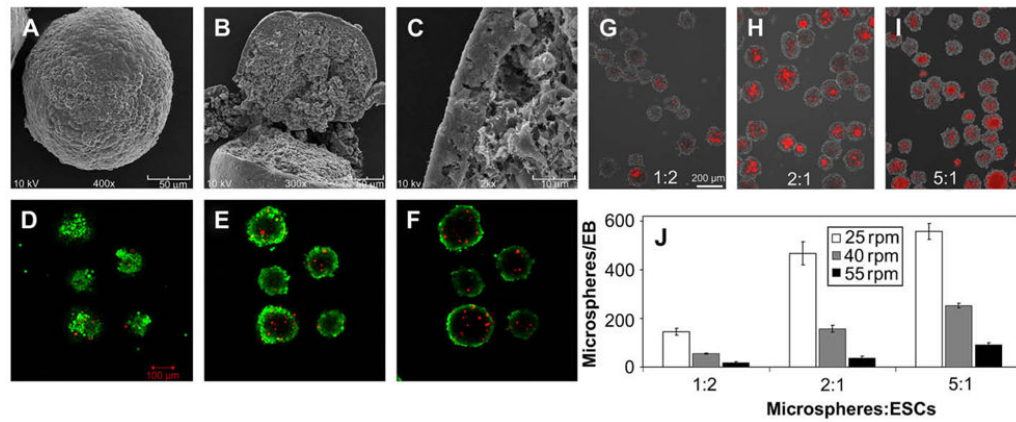 A
10 kV
400x
50 µm
B
10 kV
300x
50 µm
C
10 kv
2kx
10 µm
D
100 µm
E
F
G
1:2
200 µm
H
2:1
I
5:1
J
Microspheres/EB
600
400
200
0
25 rpm
40 rpm
55 rpm
1:2
2:1
5:1
Microspheres:ESCs